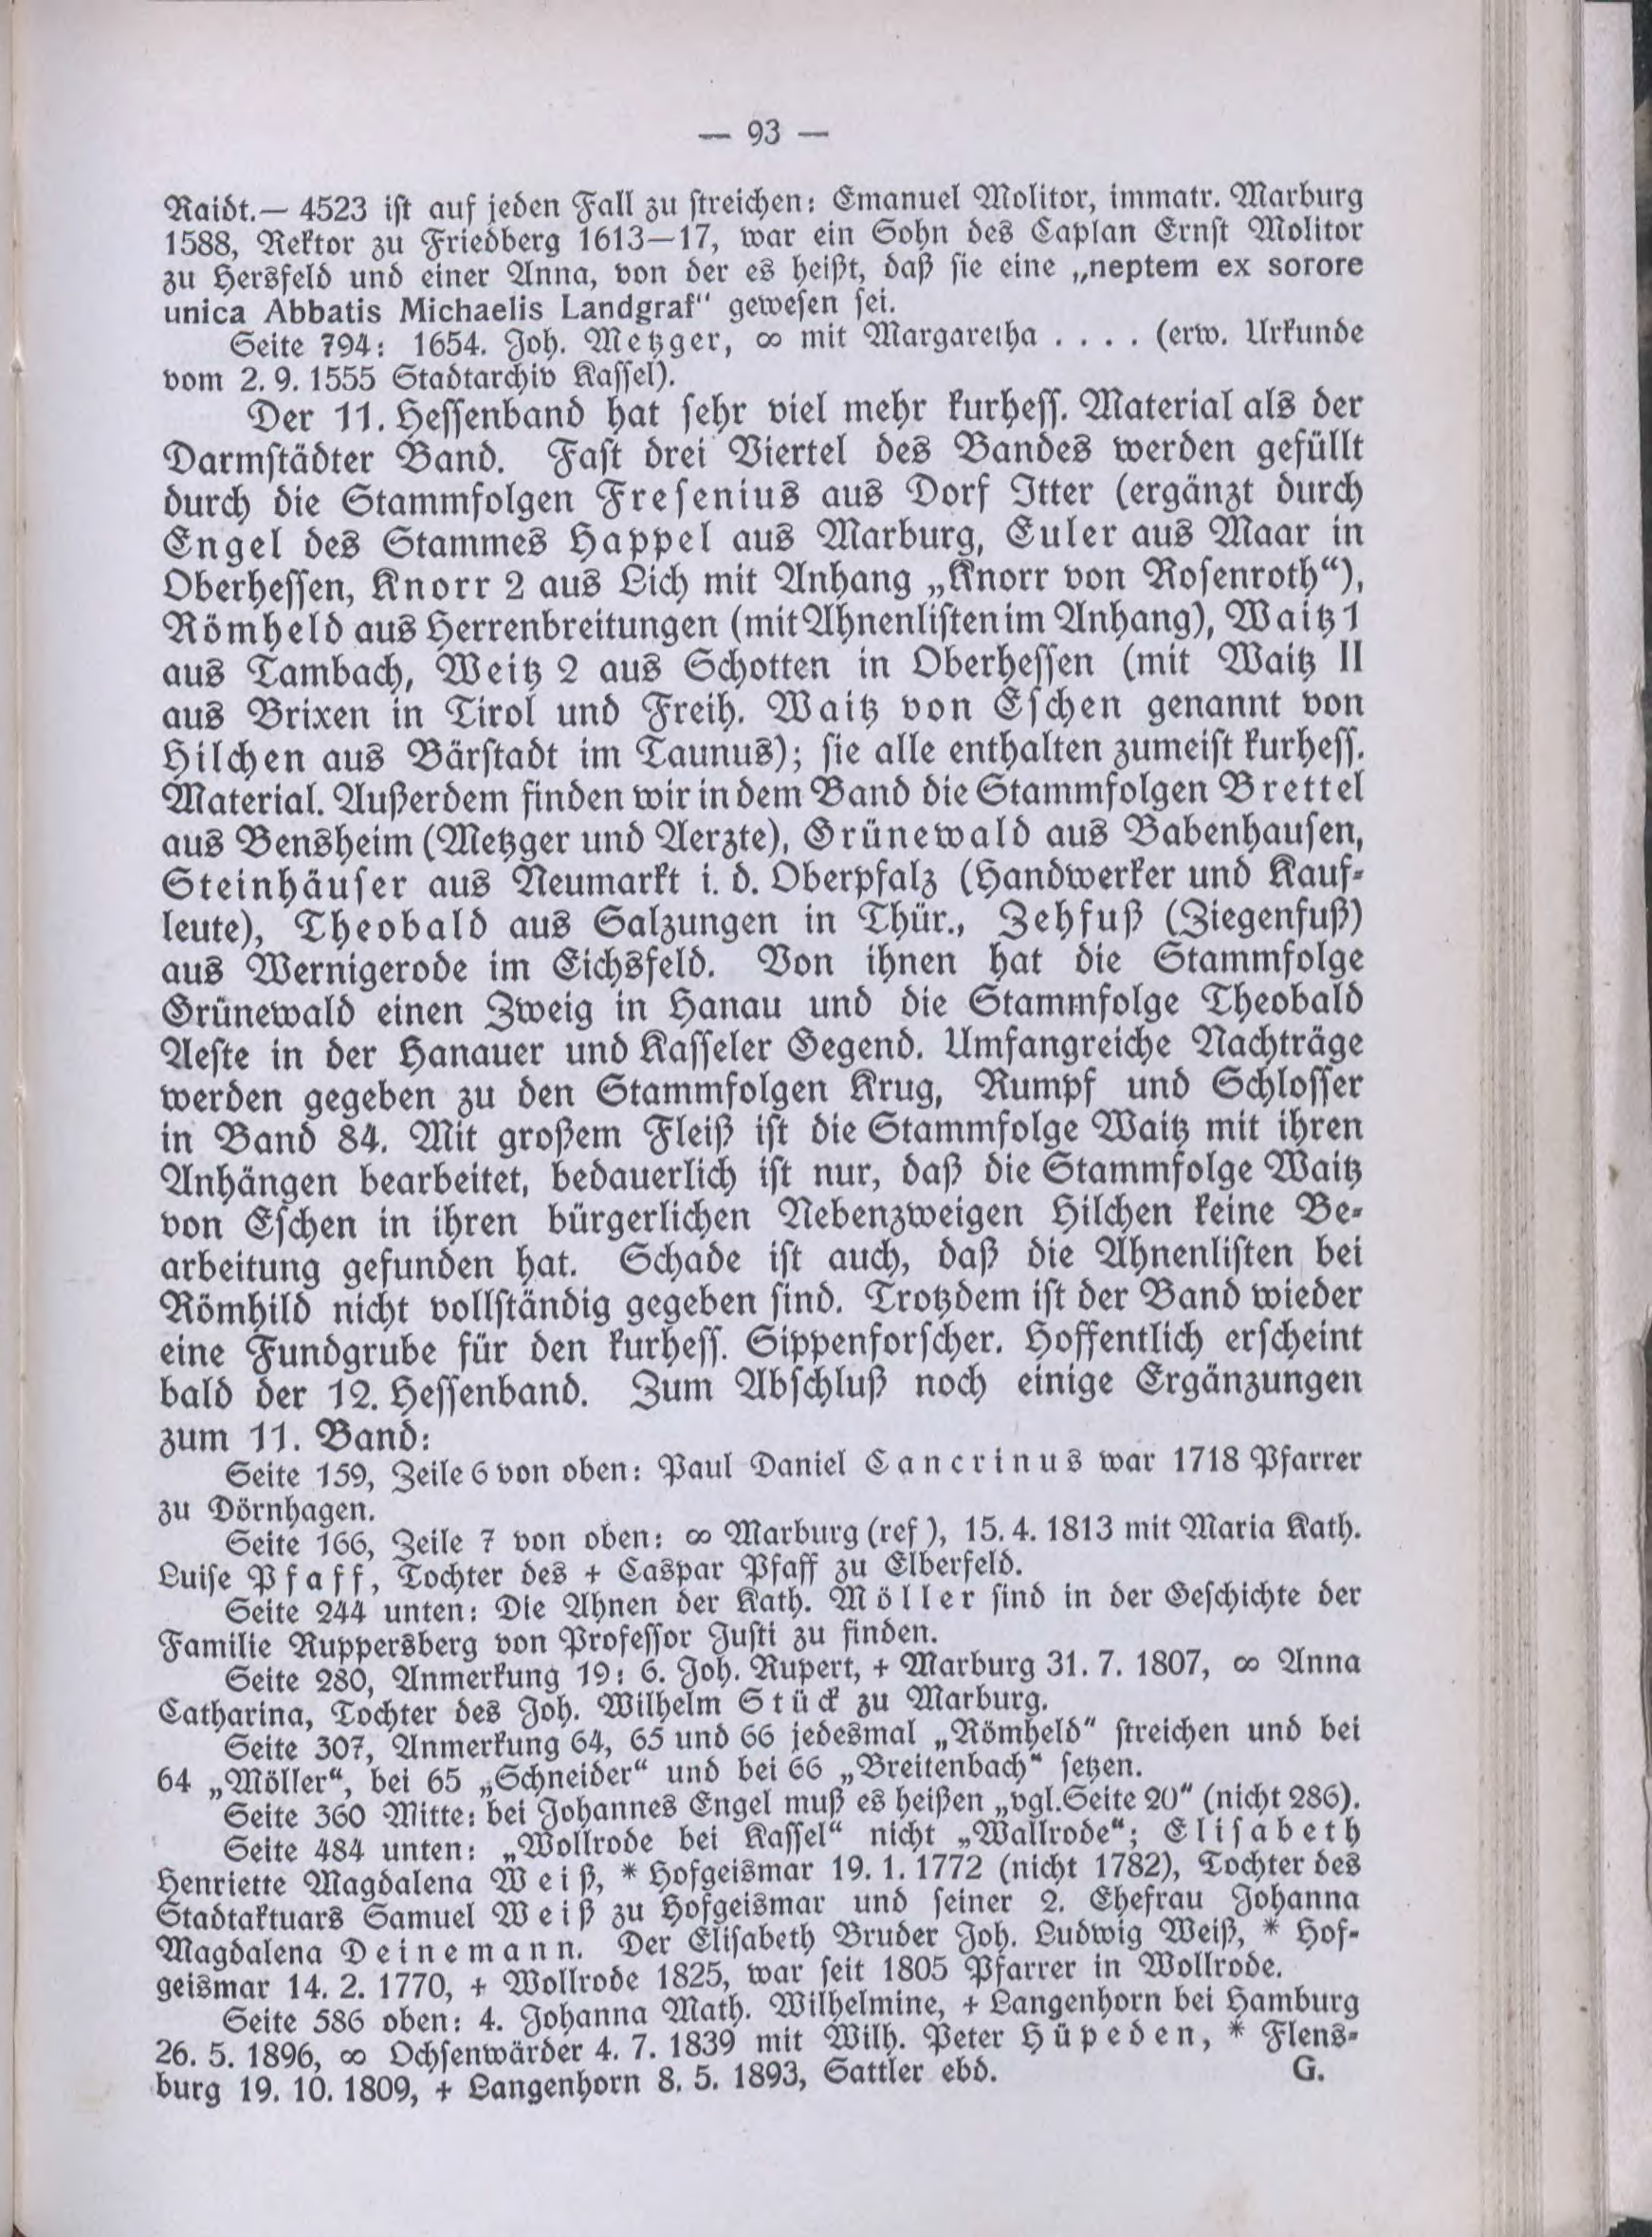 — 93 —
Raidt.— 4523 ist auf jeden Fall zu streichen: Emanuel Molitor, immatr. Marburg
1588, Rektor zu Friedberg 1613—17, war ein Sohn des Caplan Ernst Molitor
zu Hersfeld und einer Anna, von der es heißt, daß sie eine „neptem ex sorore
unica Abbatis Michaelis Landgraf“ gewesen sei.
Seite 794: 1654. Joh. Metzger, ∞ mit Margaretha . . . . (erw. Urkunde
vom 2. 9. 1555 Stadtarchiv Kassel).
Der 11. Hessenband hat sehr viel mehr kurhess. Material als der
Darmstädter Band. Fast drei Viertel des Bandes werden gefüllt
durch die Stammfolgen Fresenius aus Dorf Itter (ergänzt durch
Engel des Stammes Happel aus Marburg, Euler aus Maar in
Oberhessen, Knorr 2 aus Lich mit Anhang „Knorr von Rosenroth“),
Römheld aus Herrenbreitungen (mit Ahnenlisten im Anhang), Waitz 1
aus Tambach, Weitz 2 aus Schotten in Oberhessen (mit Waitz II
aus Brixen in Tirol und Freih. Waitz von Eschen genannt von
Hilchen aus Bärstadt im Taunus); sie alle enthalten zumeist kurhess.
Material. Außerdem finden wir in dem Band die Stammfolgen Brettel
aus Bensheim (Metzger und Aerzte), Grünewald aus Babenhausen,
Steinhäuser aus Neumarkt i. d. Oberpfalz (Handwerker und Kauf-
leute), Theobald aus Salzungen in Thür., Zehfuß (Ziegenfuß)
aus Wernigerode im Eichsfeld. Von ihnen hat die Stammfolge
Grünewald einen Zweig in Hanau und die Stammfolge Theobald
Aeste in der Hanauer und Kasseler Gegend. Umfangreiche Nachträge
werden gegeben zu den Stammfolgen Krug, Rumpf und Schlosser
in Band 84. Mit großem Fleiß ist die Stammfolge Waitz mit ihren
Anhängen bearbeitet, bedauerlich ist nur, daß die Stammfolge Waitz
von Eschen in ihren bürgerlichen Nebenzweigen Hilchen keine Be-
arbeitung gefunden hat. Schade ist auch, daß die Ahnenlisten bei
Römhild nicht vollständig gegeben sind. Trotzdem ist der Band wieder
eine Fundgrube für den kurhess. Sippenforscher. Hoffentlich erscheint
bald der 12. Hessenband. Zum Abschluß noch einige Ergänzungen
zum 11. Band:
Seite 159, Zeile 6 von oben: Paul Daniel Cancrinus war 1718 Pfarrer
zu Dörnhagen.
Seite 166, Zeile 7 von oben: ∞ Marburg (ref ), 15. 4. 1813 mit Maria Kath.
Luise Pfaff, Tochter des + Caspar Pfaff zu Elberfeld.
Seite 244 unten: Die Ahnen der Kath. Möller sind in der Geschichte der
Familie Ruppersberg von Professor Justi zu finden.
Seite 280, Anmerkung 19: 6. Joh. Rupert, + Marburg 31. 7. 1807, ∞ Anna
Catharina, Tochter des Joh. Wilhelm Stück zu Marburg.
Seite 307, Anmerkung 64, 65 und 66 jedesmal „Römheld“ streichen und bei
64 „Möller“, bei 65 „Schneider“ und bei 66 „Breitenbach“ setzen.
Seite 360 Mitte: bei Johannes Engel muß es heißen „vgl. Seite 20“ (nicht 286).
Seite 484 unten: „Wollrode bei Kassel“ nicht „Wallrode“; Elisabeth
Henriette Magdalena Weiß, * Hofgeismar 19. 1. 1772 (nicht 1782), Tochter des
Stadtaktuars Samuel Weiß zu Hofgeismar und seiner 2. Ehefrau Johanna
Magdalena Deinemann. Der Elisabeth Bruder Joh. Ludwig Weiß, * Hof-
geismar 14. 2. 1770, + Wollrode 1825, war seit 1805 Pfarrer in Wollrode.
Seite 586 oben: 4. Johanna Math. Wilhelmine, + Langenhorn bei Hamburg
26. 5. 1896, ∞ Ochsenwärder 4. 7. 1839 mit Wilh. Peter Hüpeden, * Flens-
burg 19. 10. 1809, + Langenhorn 8. 5. 1893, Sattler ebd. G.